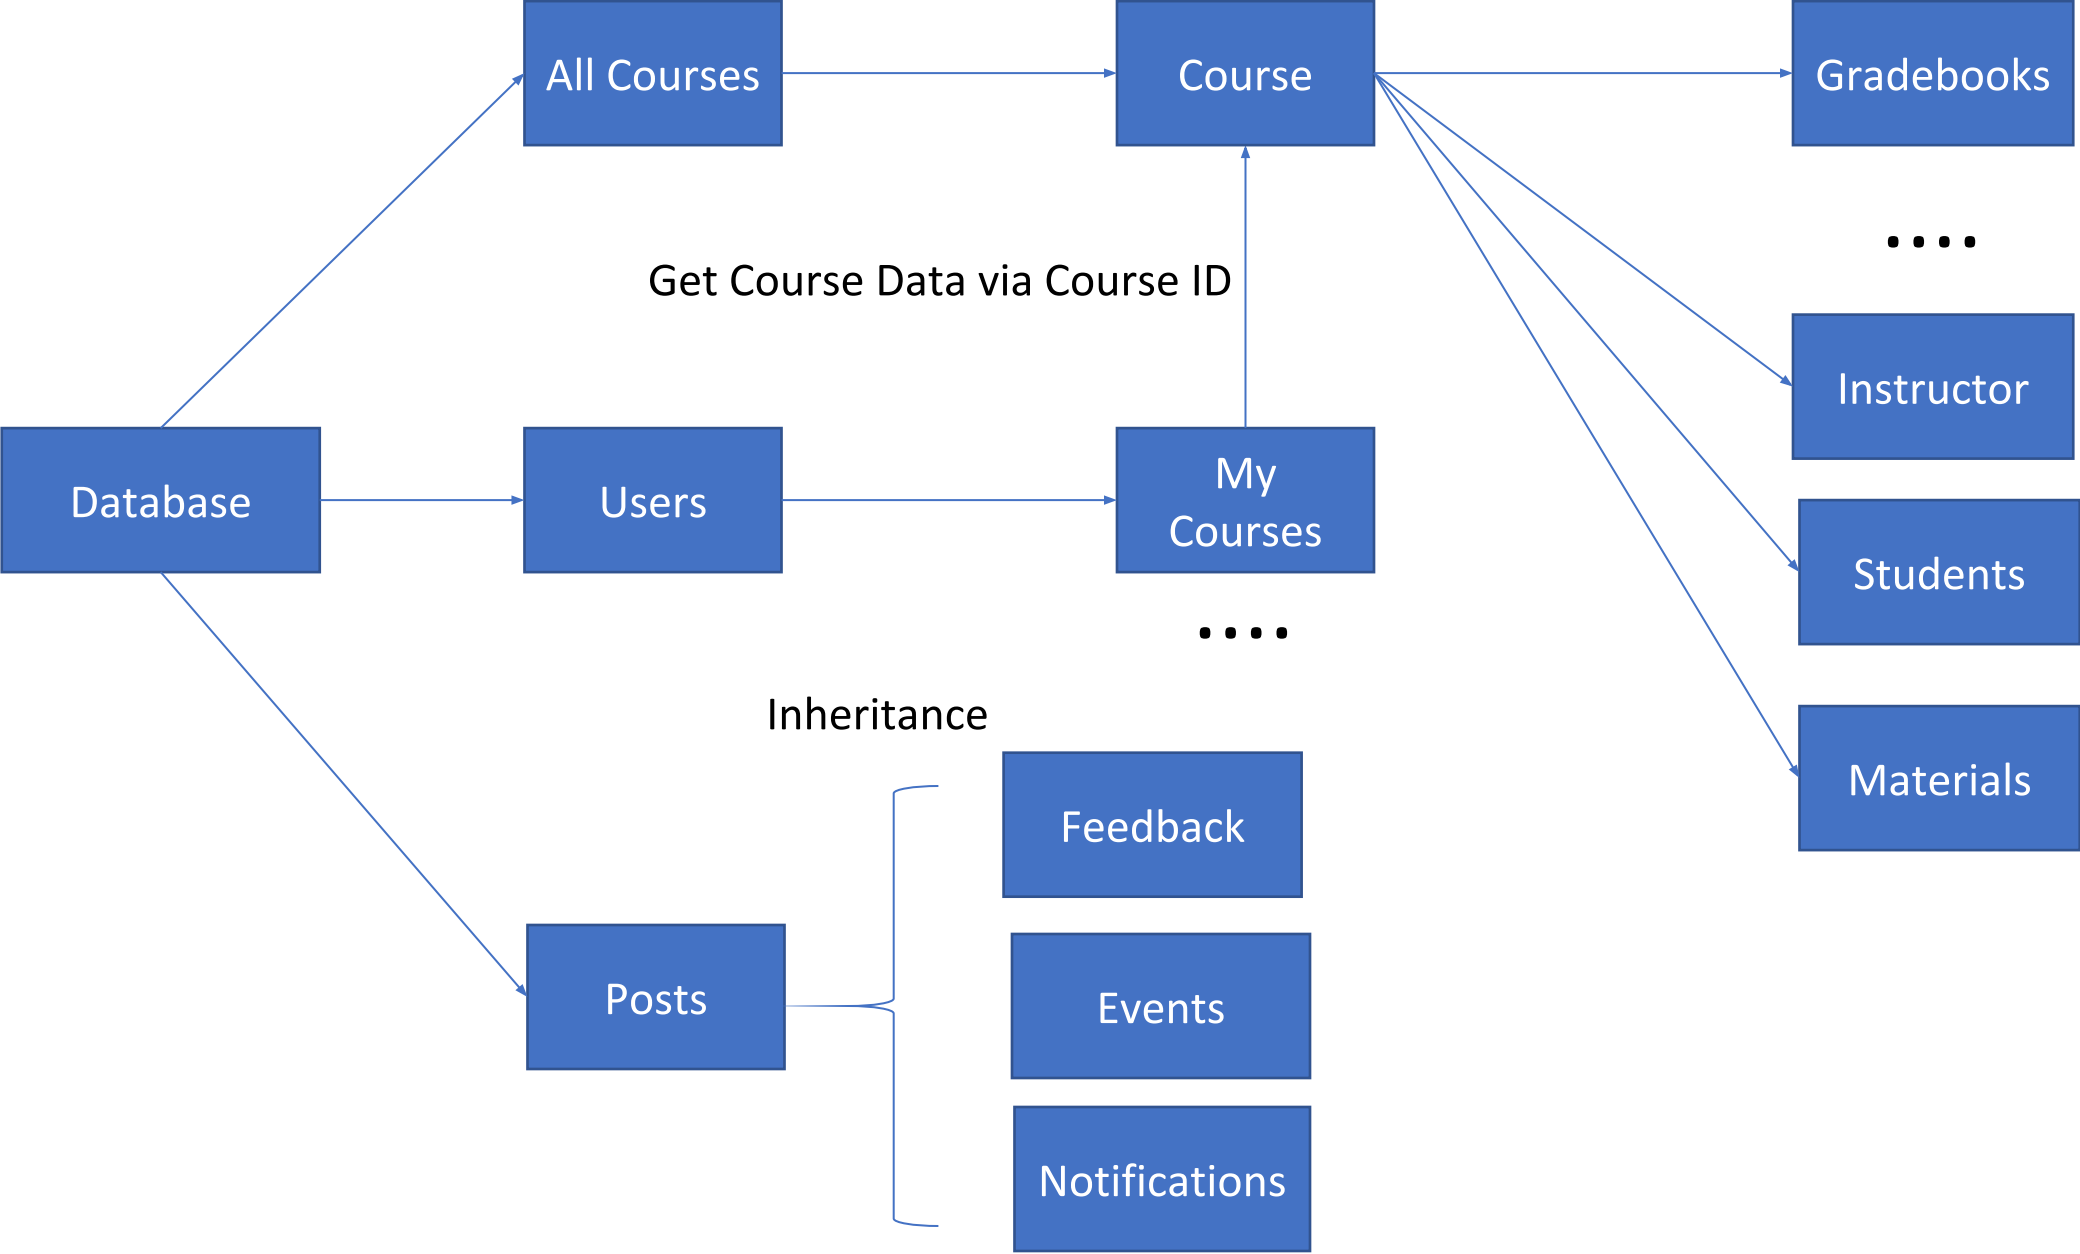 All Courses
Course
Gradebooks
....
Get Course Data via Course ID
Instructor
Database
Users
My
Courses
Students
....
Inheritance
Materials
Feedback
Posts
Events
Notifications